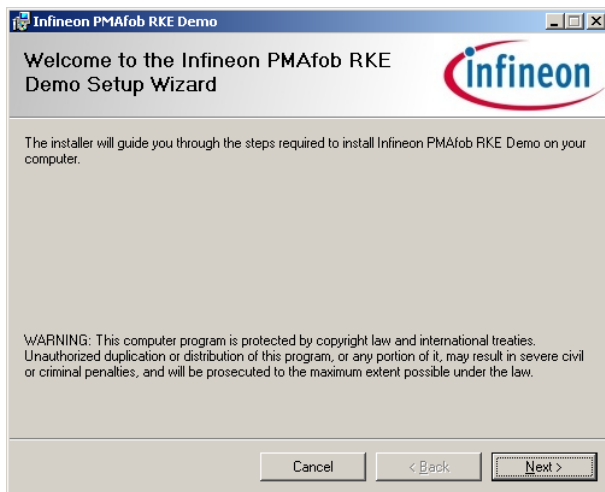 Infineon PMAfob RKE Demo
Welcome to the Infineon PMAfob RKE
Demo Setup Wizard
infineon
The installer will guide you through the steps required to install Infineon PMAfob RKE Demo on your
computer.
WARNING: This computer program is protected by copyright law and international treaties.
Unauthorized duplication or distribution of this program, or any portion of it, may result in severe civil
or criminal penalties, and will be prosecuted to the maximum extent possible under the law.
Cancel
< Back
Next >